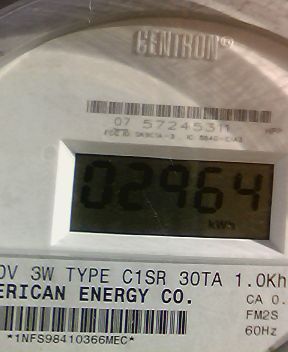 CENTRON®
07 57245311
02964
kWh
0V 3W TYPE C1SR 30TA 1.0Kh
ERICAN ENERGY CO.
CA 0.
FM2S
60Hz
*1NFS98410366MEC*